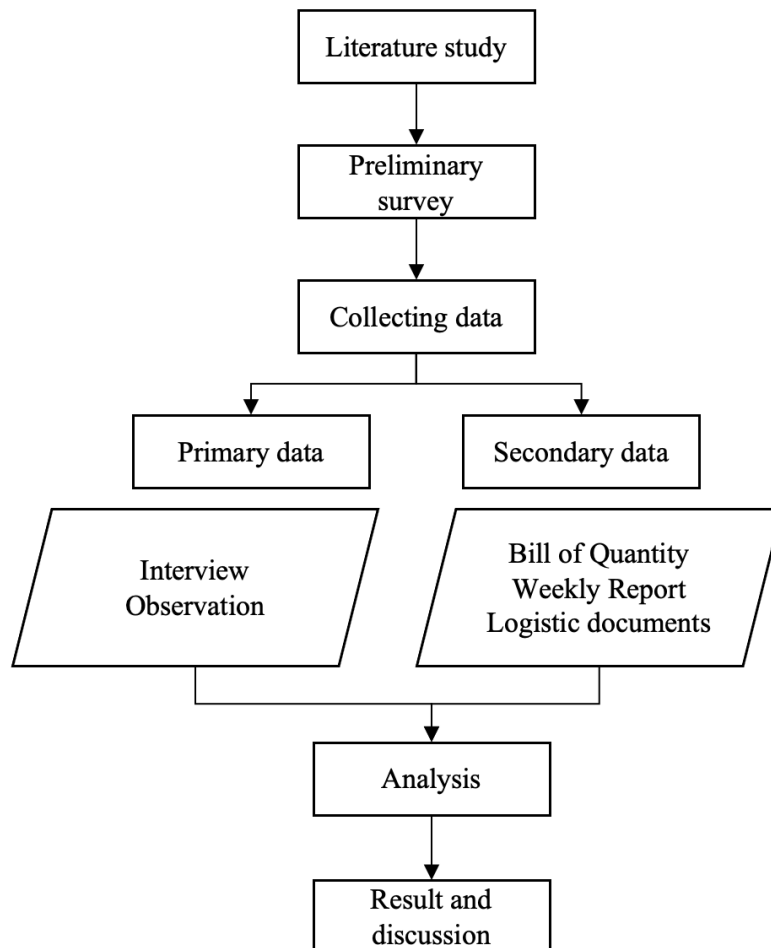 Literature study
Preliminary
survey
Collecting data
Primary data
Secondary data
Interview
Observation
Bill of Quantity
Weekly Report
Logistic documents
Analysis
Result and
discussion